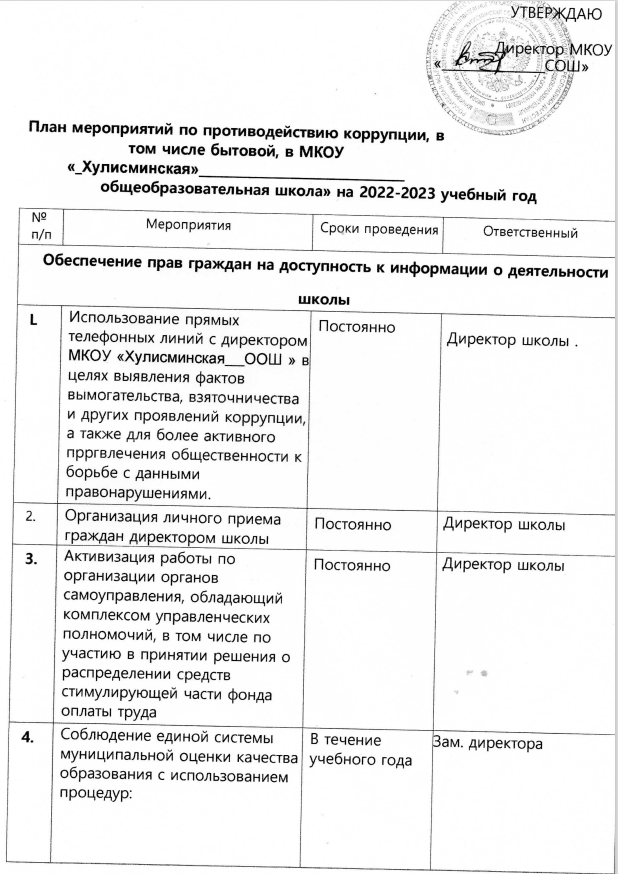 УТВЕРЖДАЮ
Директор МКОУ
«______________СОШ»
План мероприятий по противодействию коррупции, в
том числе бытовой, в МКОУ
«_Хулисминская»_________________________
общеобразовательная школа» на 2022-2023 учебный год
№ п/п Мероприятия Сроки проведения Ответственный
Обеспечение прав граждан на доступность к информации о деятельности
школы
L
Использование прямых
телефонных линий с директором
МКОУ «Хулисминская___ООШ » в
целях выявления фактов
вымогательства, взяточничества
и других проявлений коррупции,
а также для более активного
прргвлечения общественности к
борьбе с данными
правонарушениями.
Постоянно
Директор школы .
2.
Организация личного приема
граждан директором школы
Постоянно
Директор школы
3.
Активизация работы по
организации органов
самоуправления, обладающий
комплексом управленческих
полномочий, в том числе по
участию в принятии решения о
распределении средств
стимулирующей части фонда
оплаты труда
Постоянно
Директор школы
4.
Соблюдение единой системы
муниципальной оценки качества
образования с использованием
процедур:
В течение
учебного года
Зам. директора